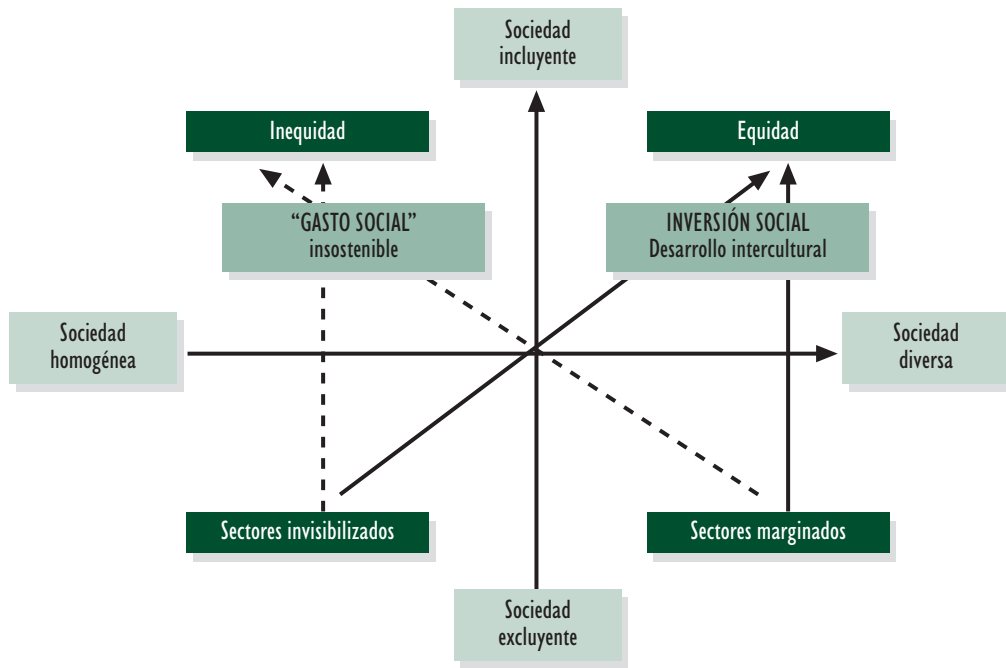 Sociedad
incluyente
Inequidad
Equidad
“GASTO SOCIAL”
insostenible
INVERSIÓN SOCIAL
Desarrollo intercultural
Sociedad
homogénea
Sociedad
diversa
Sectores invisibilizados
Sectores marginados
Sociedad
excluyente